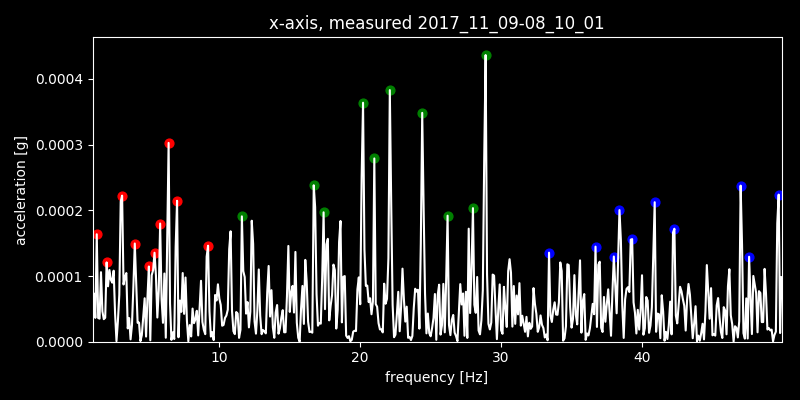 x-axis, measured 2017_11_09-08_10_01
0.0004
0.0003
0.0002
0.0001
0.0000
acceleration [g]
10 20 30 40
frequency [Hz]